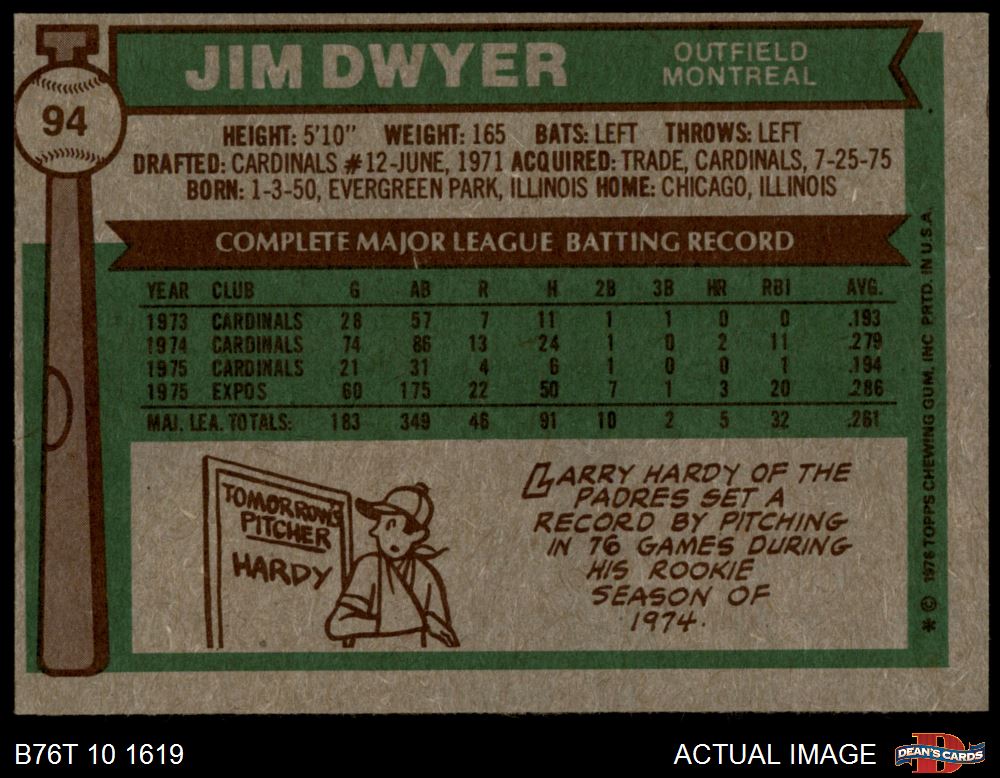 94
JIM DWYER
OUTFIELD
MONTREAL
HEIGHT: 5'10" WEIGHT: 165 BATS: LEFT THROWS: LEFT
DRAFTED: CARDINALS #12-JUNE, 1971 ACQUIRED: TRADE, CARDINALS, 7-25-75
BORN: 1-3-50, EVERGREEN PARK, ILLINOIS HOME: CHICAGO, ILLINOIS
COMPLETE MAJOR LEAGUE BATTING RECORD
YEAR CLUB G AB R H 2B 3B HR RBI AVG.
1973 CARDINALS 28 57 7 11 1 1 0 0 .193
1974 CARDINALS 74 86 13 24 1 0 2 11 .279
1975 CARDINALS 21 31 4 6 1 0 0 1 .194
1975 EXPOS 60 175 22 50 7 1 3 20 .286
MAJ. LEA. TOTALS: 183 349 46 91 10 2 5 32 .261
TOMORROW'S
PITCHER
HARDY
LARRY HARDY OF THE
PADRES SET A
RECORD BY PITCHING
IN 76 GAMES DURING
HIS ROOKIE
SEASON OF
1974.
* © 1976 TOPPS CHEWING GUM, INC PRTD. IN U.S.A.
B76T 10 1619
ACTUAL IMAGE
D
DEAN'S CARDS